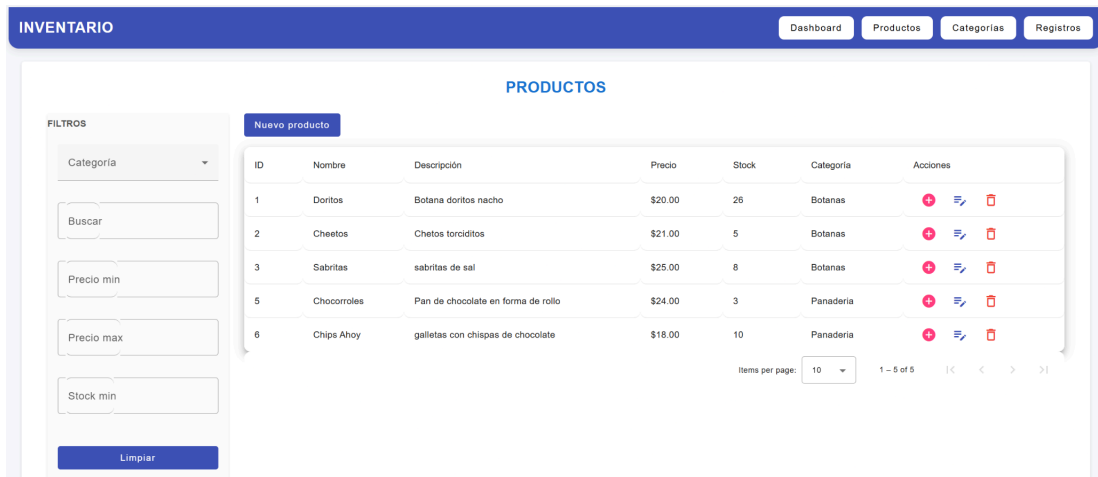 INVENTARIO
Dashboard Productos Categorías Registros
PRODUCTOS
FILTROS
Categoría
Buscar
Precio min
Precio max
Stock min
Limpiar
Nuevo producto
ID Nombre Descripción Precio Stock Categoría Acciones
1 Doritos Botana doritos nacho $20.00 26 Botanas
2 Cheetos Chetos torciditos $21.00 5 Botanas
3 Sabritas sabritas de sal $25.00 8 Botanas
5 Chocorroles Pan de chocolate en forma de rollo $24.00 3 Panaderia
6 Chips Ahoy galletas con chispas de chocolate $18.00 10 Panaderia
Items per page: 10 1 – 5 of 5